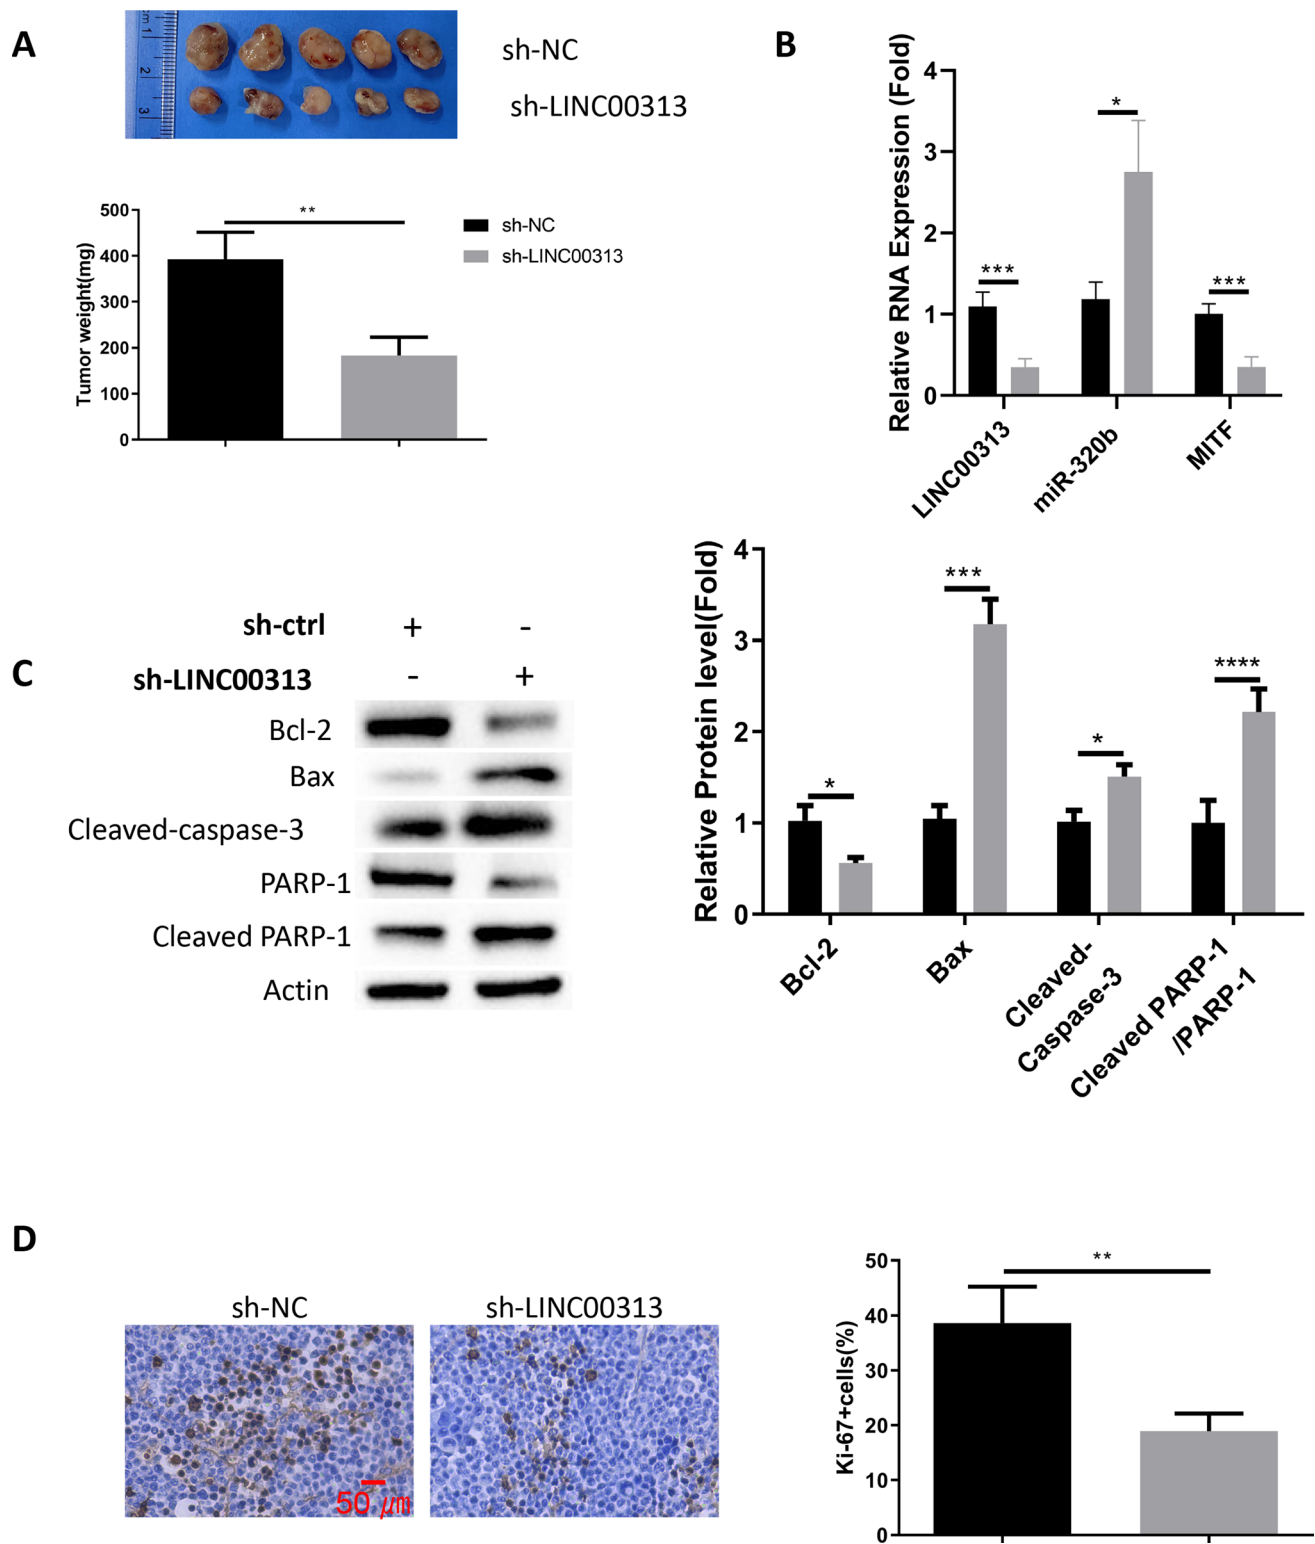 A
cm 1
2
3
sh-NC
sh-LINC00313
Tumor weight(mg)
500
400
300
200
100
0
**
sh-NC
sh-LINC00313
B
Relative RNA Expression (Fold)
4
3
2
1
0
***
*
***
LINC00313
miR-320b
MITF
C
sh-ctrl + -
sh-LINC00313 - +
Bcl-2
Bax
Cleaved-caspase-3
PARP-1
Cleaved PARP-1
Actin
Relative Protein level(Fold)
4
3
2
1
0
*
***
*
****
Bcl-2
Bax
Cleaved-
Caspase-3
Cleaved PARP-1
/PARP-1
D
sh-NC
sh-LINC00313
50 μm
Ki-67+cells(%)
50
40
30
20
10
0
**